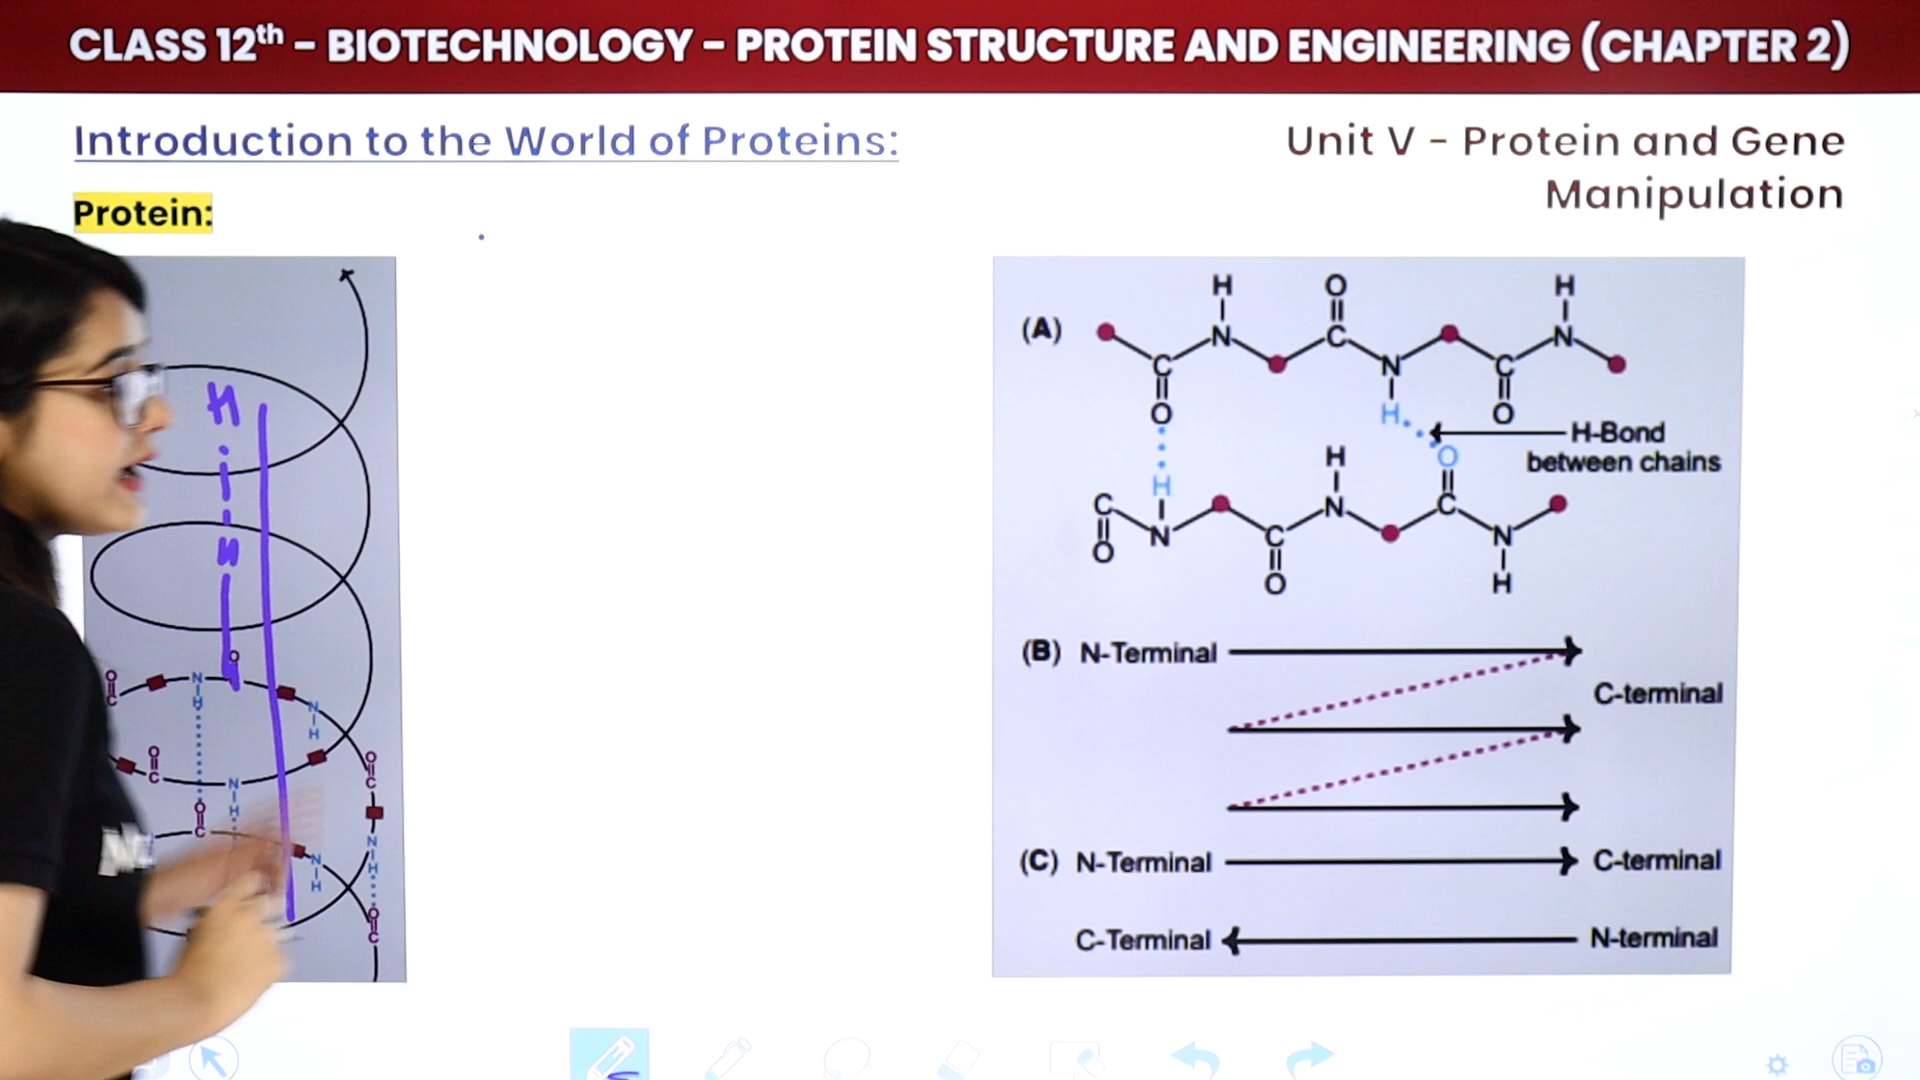 CLASS 12th - BIOTECHNOLOGY - PROTEIN STRUCTURE AND ENGINEERING (CHAPTER 2)
Introduction to the World of Proteins:
Unit V - Protein and Gene
Manipulation
Protein:
H
O
O
C
N
H
H
N
O
C
O
C
N
H
O
C
O
C
N
H
N
H
O
C
(A)
H O H
N C N
C N C
O H O
H-Bond
between chains
H O
H
C N C
N C N
O O H
(B) N-Terminal
C-terminal
(C) N-Terminal C-terminal
C-Terminal N-terminal